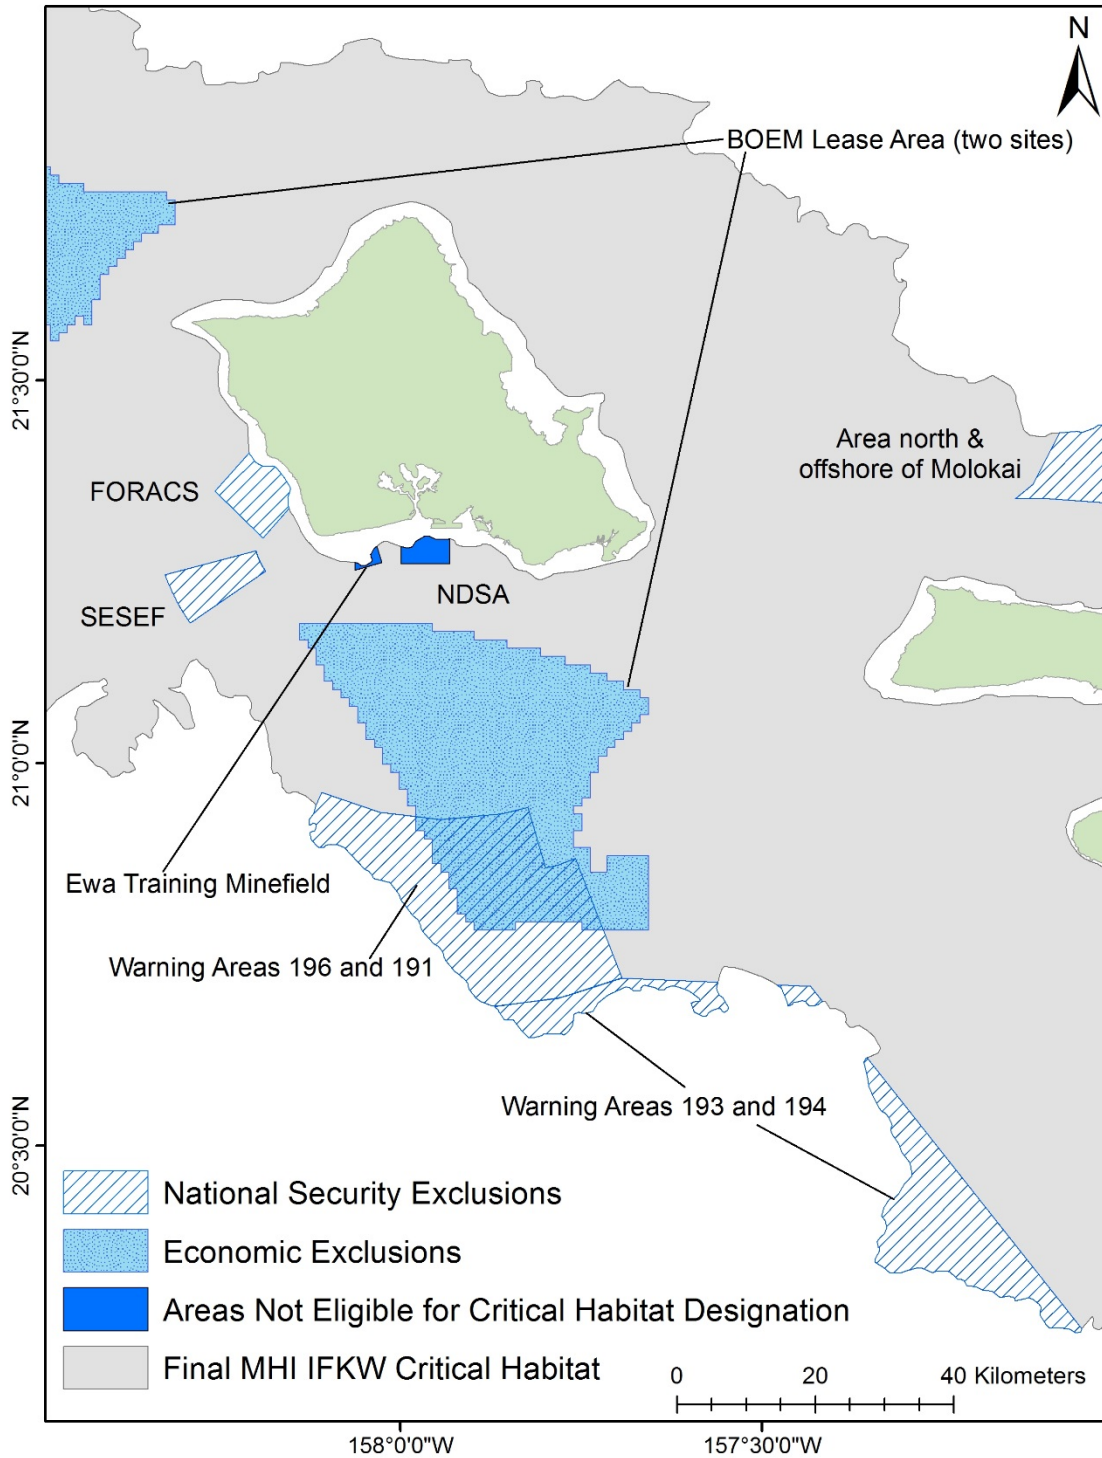 N
BOEM Lease Area (two sites)
21°30'0"N
Area north &
offshore of Molokai
FORACS
NDSA
SESEF
21°0'0"N
Ewa Training Minefield
Warning Areas 196 and 191
Warning Areas 193 and 194
20°30'0"N
National Security Exclusions
Economic Exclusions
Areas Not Eligible for Critical Habitat Designation
Final MHI IFKW Critical Habitat
0 20 40 Kilometers
158°0'0"W 157°30'0"W